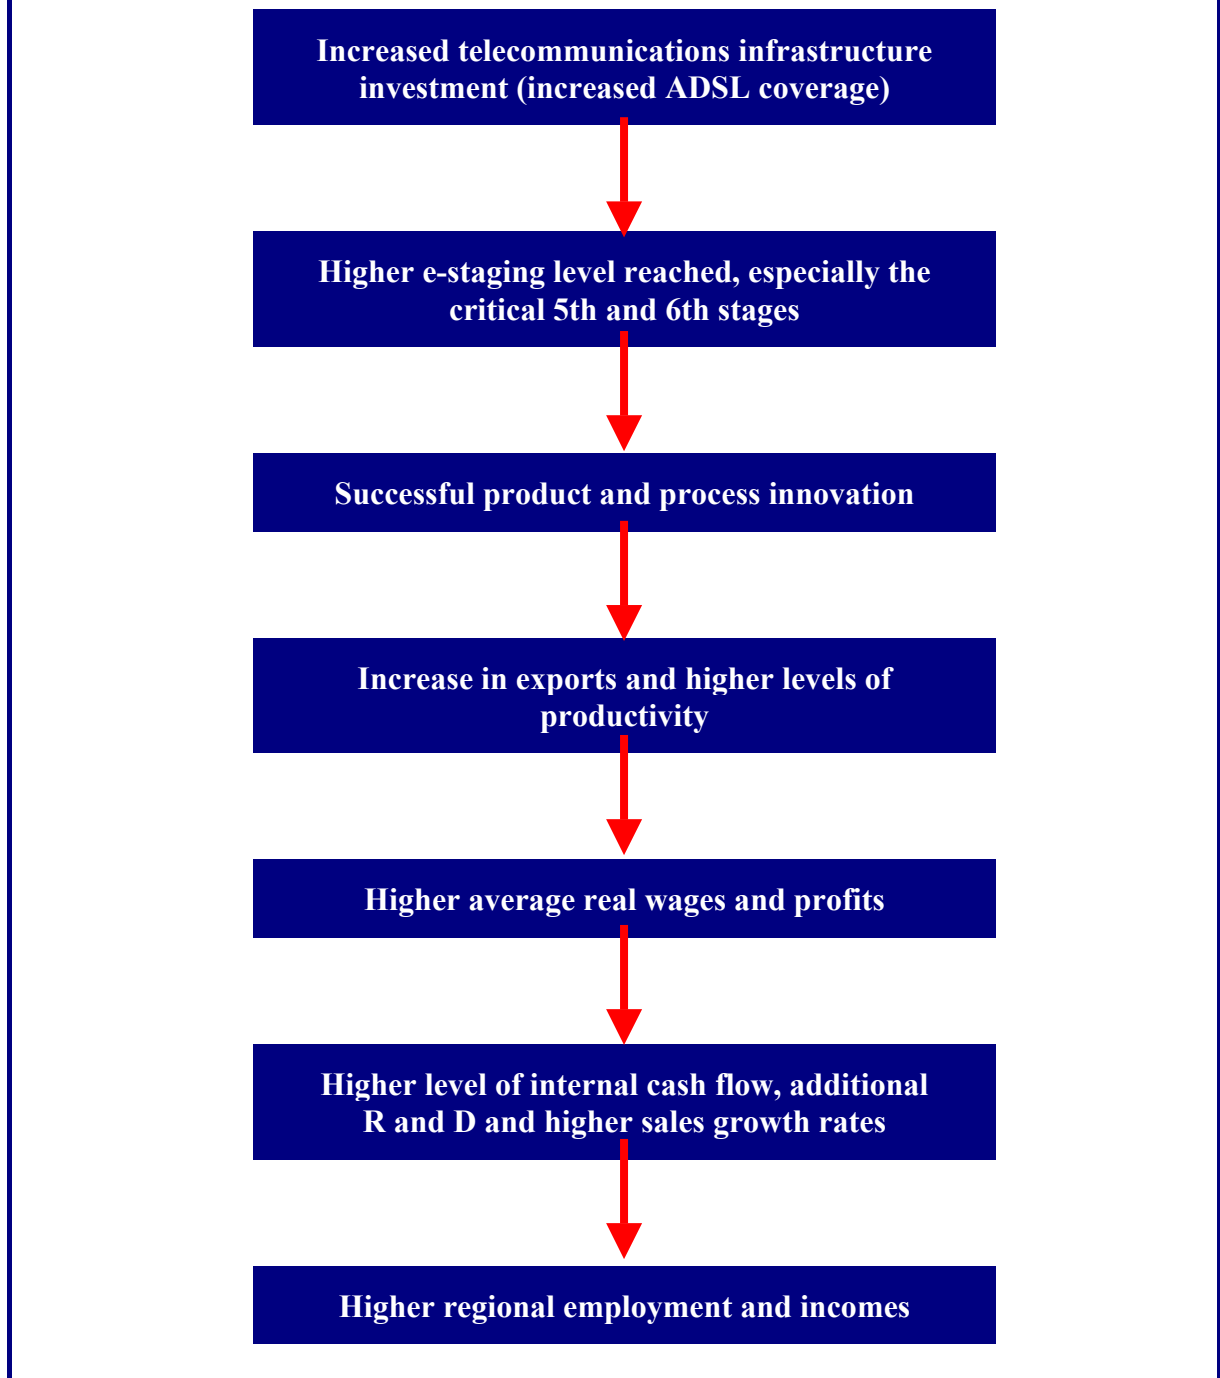 Increased telecommunications infrastructure
investment (increased ADSL coverage)
Higher e-staging level reached, especially the
critical 5th and 6th stages
Successful product and process innovation
Increase in exports and higher levels of
productivity
Higher average real wages and profits
Higher level of internal cash flow, additional
R and D and higher sales growth rates
Higher regional employment and incomes